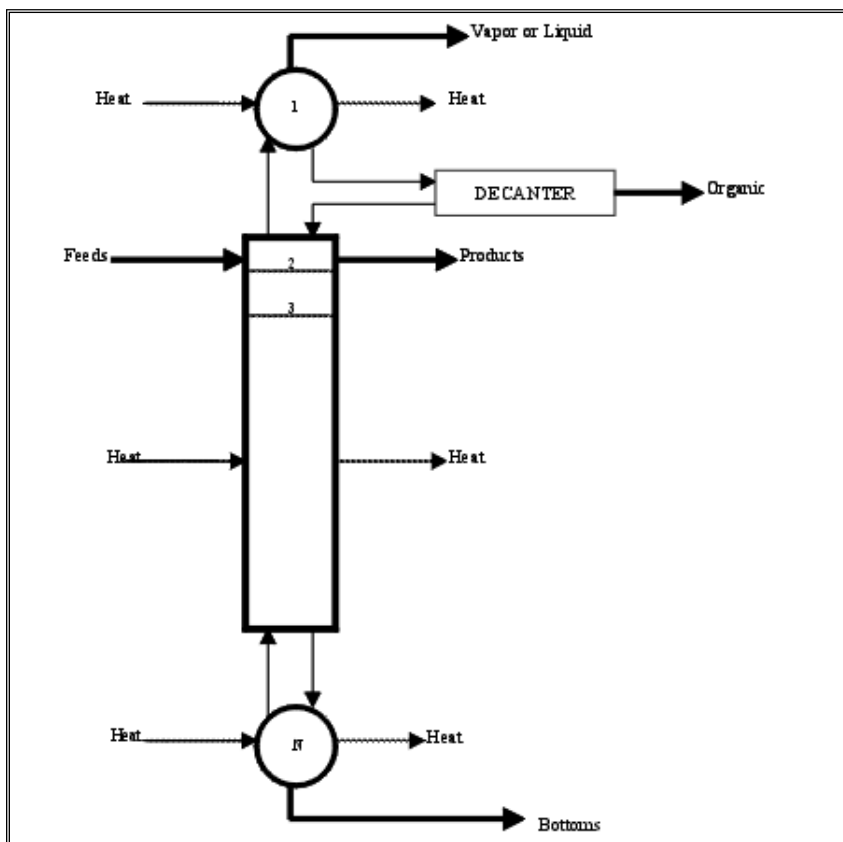 Vapor or Liquid
Heat
1
Heat
DECANTER
Organic
Feeds
2
Products
3
Heat
Heat
Heat
N
Heat
Bottoms